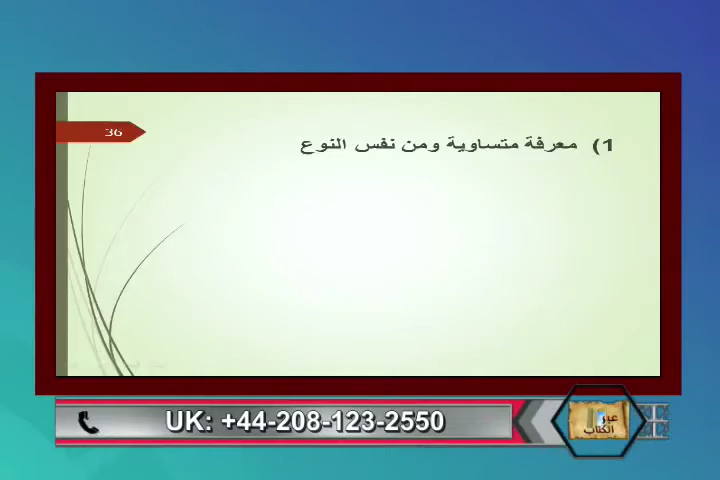 36
1) معرفة متساوية ومن نفس النوع
UK: +44-208-123-2550
عبر
الكتاب